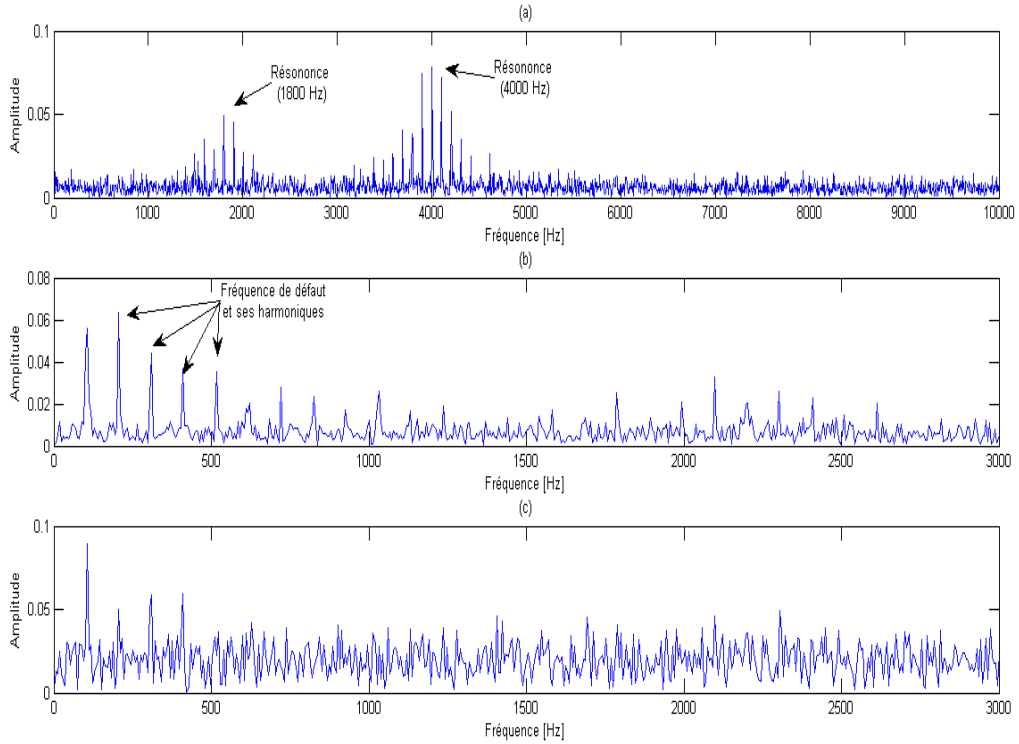 (a)
0.1
0.05
0
Amplitude
Résononce
(1800 Hz)
Résononce
(4000 Hz)
0 1000 2000 3000 4000 5000 6000 7000 8000 9000 10000
Fréquence [Hz]
(b)
0.08
0.06
0.04
0.02
0
Amplitude
Fréquence de défaut
et ses harmoniques
0 500 1000 1500 2000 2500 3000
Fréquence [Hz]
(c)
0.1
0.05
0
Amplitude
0 500 1000 1500 2000 2500 3000
Fréquence [Hz]